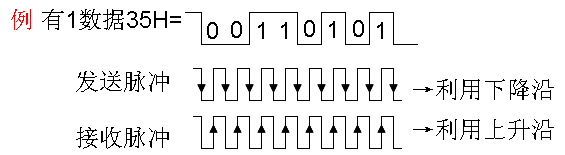 例 有1数据35H= 0 0 1 1 0 1 0 1
发送脉冲 →利用下降沿
接收脉冲 →利用上升沿